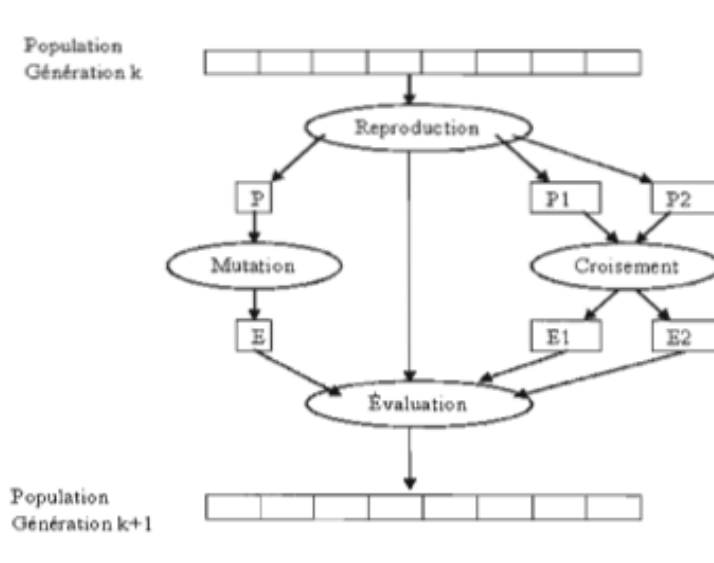 Population
Génération k
Reproduction
P
P1
P2
Mutation
Croisement
E
E1
E2
Évaluation
Population
Génération k+1